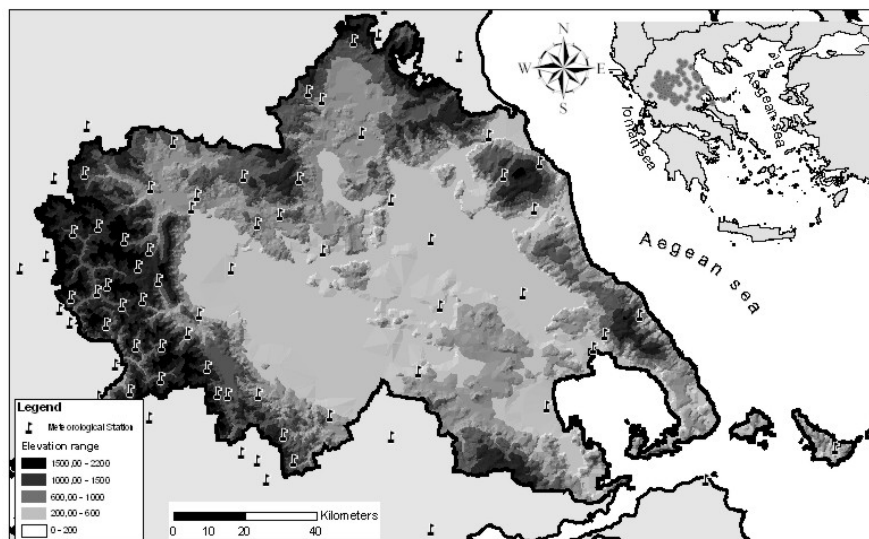 N
W E
S
Aegean sea
Ionian sea
Aegean sea
Legend
Meteorological Station
Elevation range
1500,00 - 2200
1000,00 - 1500
600,00 - 1000
200,00 - 600
0 - 200
Kilometers
0 10 20 40